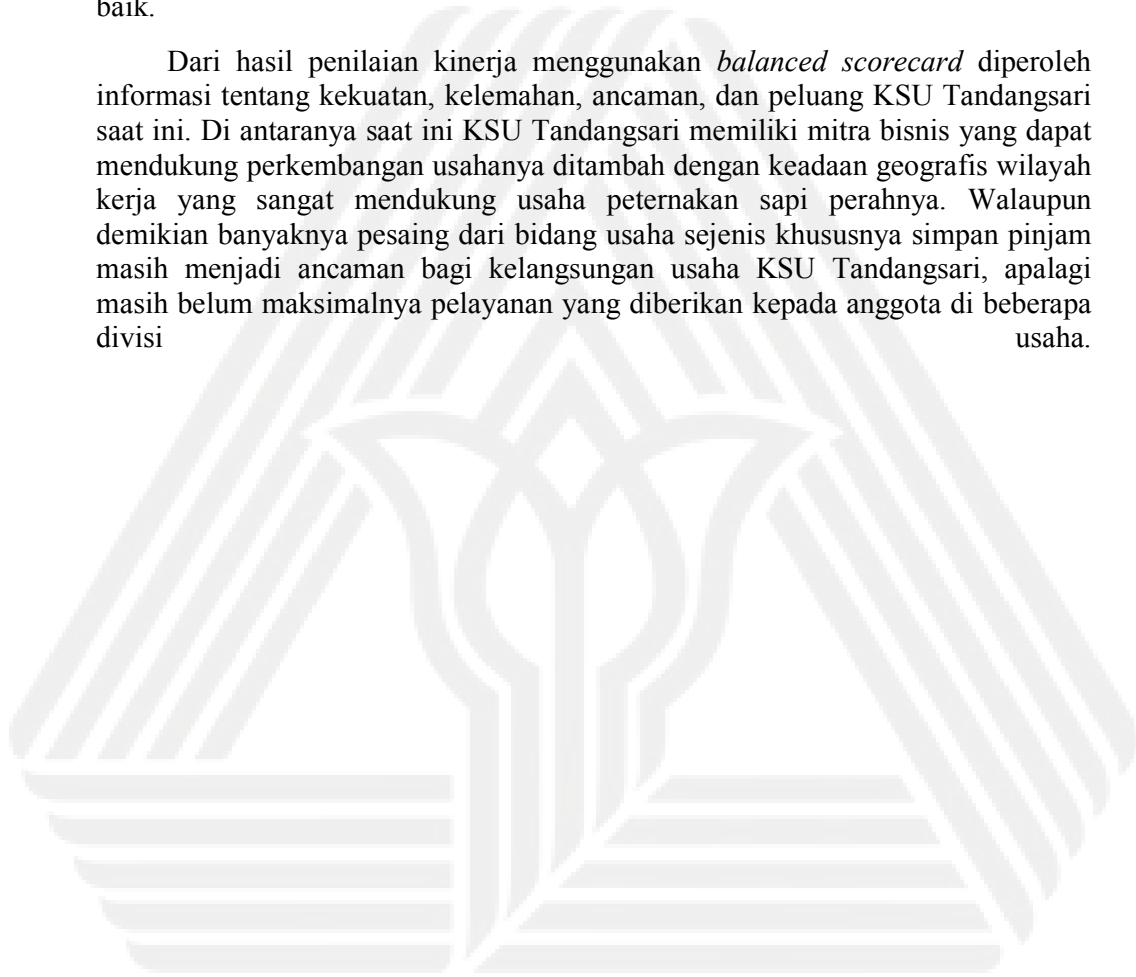 baik.
Dari hasil penilaian kinerja menggunakan balanced scorecard diperoleh
informasi tentang kekuatan, kelemahan, ancaman, dan peluang KSU Tandangsari
saat ini. Di antaranya saat ini KSU Tandangsari memiliki mitra bisnis yang dapat
mendukung perkembangan usahanya ditambah dengan keadaan geografis wilayah
kerja yang sangat mendukung usaha peternakan sapi perahnya. Walaupun
demikian banyaknya pesaing dari bidang usaha sejenis khususnya simpan pinjam
masih menjadi ancaman bagi kelangsungan usaha KSU Tandangsari, apalagi
masih belum maksimalnya pelayanan yang diberikan kepada anggota di beberapa
divisi usaha.